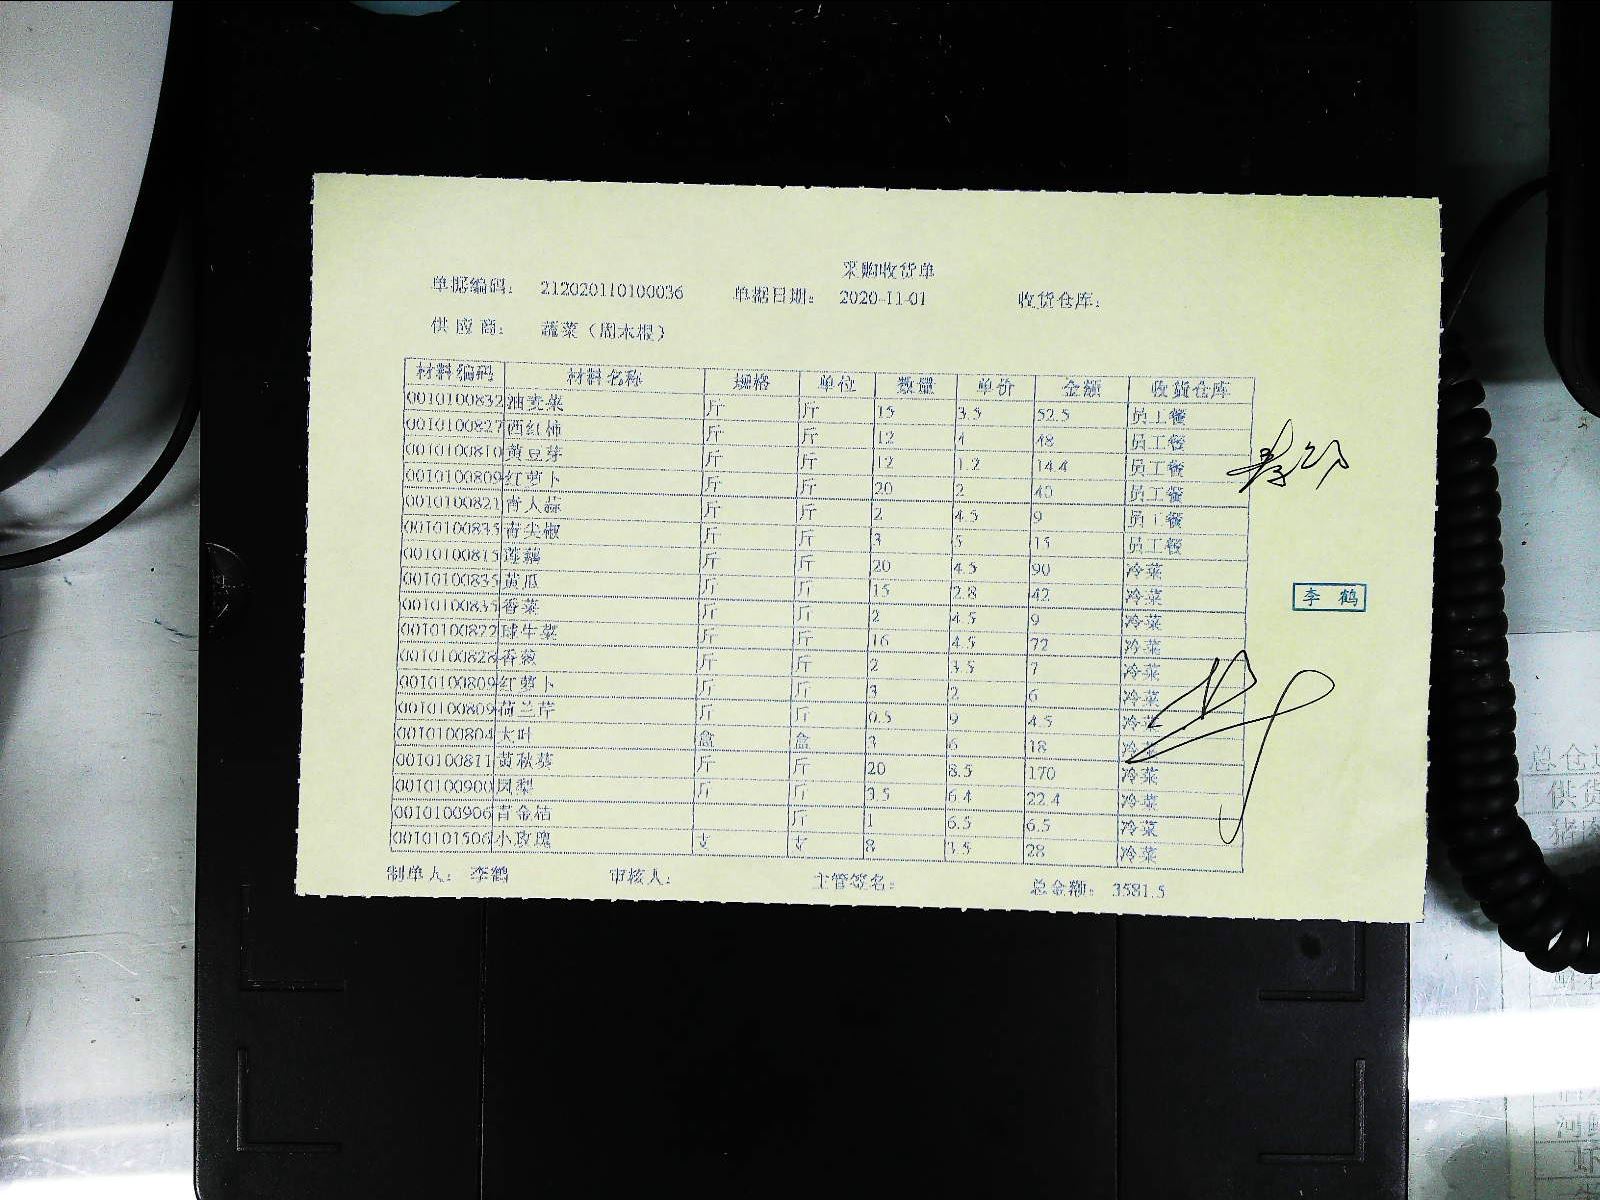 采购收货单
单据编码： 212020110100036 单据日期： 2020-11-01 收货仓库：
供应商： 蔬菜（周木根）
材料编码 材料名称 规格 单位 数量 单价 金额 收货仓库
0010100832 油麦菜 斤 斤 15 3.5 52.5 员工餐
0010100827 西红柿 斤 斤 12 4 48 员工餐
0010100810 黄豆芽 斤 斤 12 1.2 14.4 员工餐
0010100809 红萝卜 斤 斤 20 2 40 员工餐
0010100821 青大蒜 斤 斤 2 4.5 9 员工餐
0010100835 青尖椒 斤 斤 3 5 15 员工餐
0010100815 莲藕 斤 斤 20 4.5 90 冷菜
0010100835 黄瓜 斤 斤 15 2.8 42 冷菜
0010100835 香菜 斤 斤 2 4.5 9 冷菜
0010100822 球生菜 斤 斤 16 4.5 72 冷菜
0010100828 香葱 斤 斤 2 3.5 7 冷菜
0010100809 红萝卜 斤 斤 3 2 6 冷菜
0010100809 荷兰芹 斤 斤 0.5 9 4.5 冷菜
0010100804 大叶 盒 盒 3 6 18 冷菜
0010100811 黄秋葵 斤 斤 20 8.5 170 冷菜
0010100900 凤梨 斤 斤 3.5 6.4 22.4 冷菜
0010100906 青金桔 斤 1 6.5 6.5 冷菜
0010101506 小玫瑰 支 支 8 3.5 28 冷菜
制单人： 李鹤 审核人： 主管签名： 总金额： 3581.5
李 鹤
总仓
供货
河鲜
虾